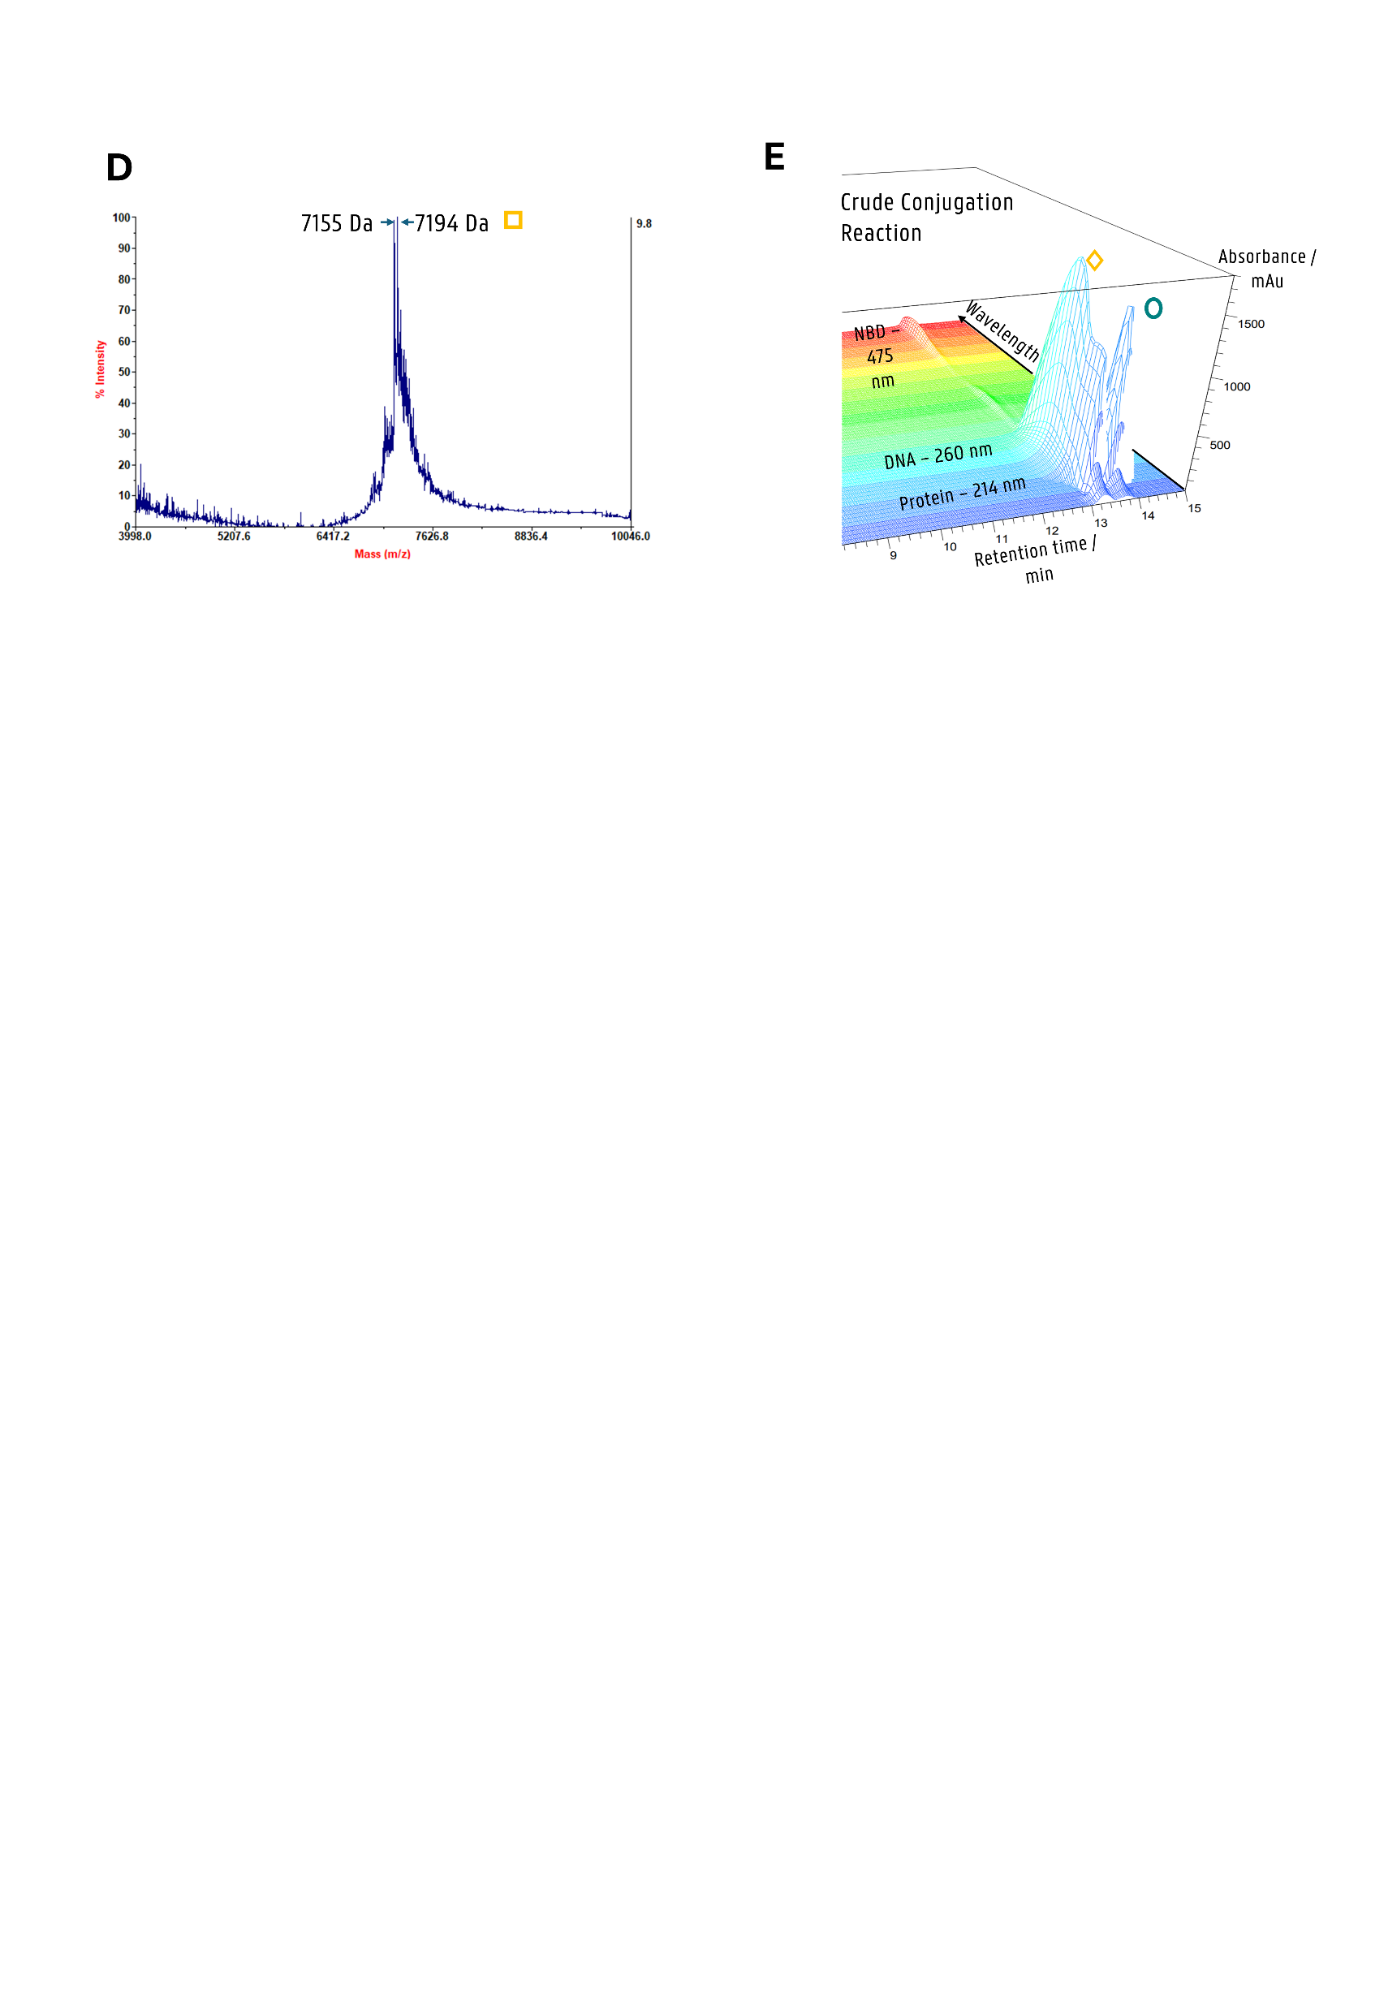 D
7155 Da
7194 Da
100
90
80
70
60
50
40
30
20
10
0
% Intensity
9.8
3998.0
5207.6
6417.2
7626.8
8836.4
10046.0
Mass (m/z)
E
Crude Conjugation
Reaction
Absorbance /
mAu
1500
1000
500
Wavelength
NBD –
475
nm
DNA – 260 nm
Protein – 214 nm
9
10
11
12
13
14
15
Retention time /
min